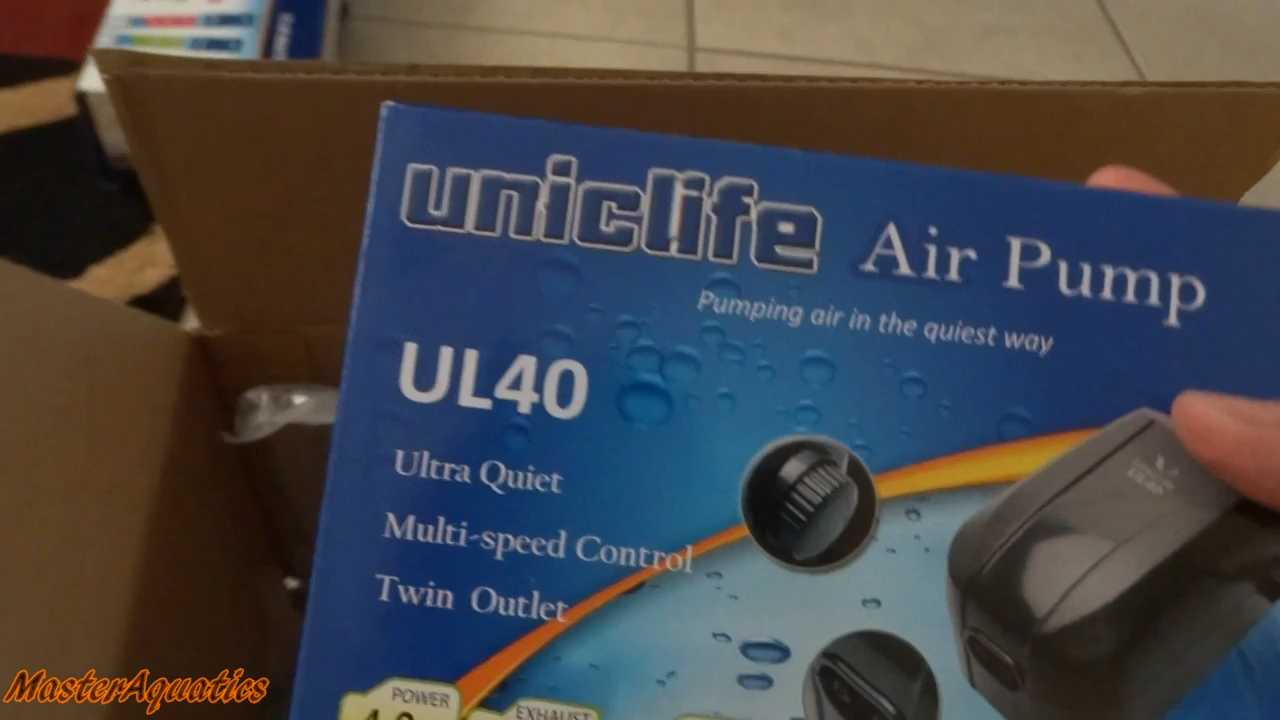 uniclife Air Pump
Pumping air in the quiest way
UL40
Ultra Quiet
Multi-speed Control
Twin Outlet
UL40
POWER
EXHAUST
MasterAquatics